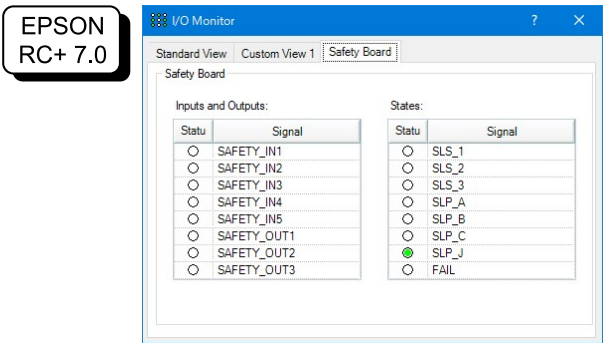 EPSON
RC+ 7.0
I/O Monitor ? ×
Standard View Custom View 1 Safety Board
Safety Board
Inputs and Outputs: States:
Statu Signal Statu Signal
SAFETY_IN1 SLS_1
SAFETY_IN2 SLS_2
SAFETY_IN3 SLS_3
SAFETY_IN4 SLP_A
SAFETY_IN5 SLP_B
SAFETY_OUT1 SLP_C
SAFETY_OUT2 SLP_J
SAFETY_OUT3 FAIL